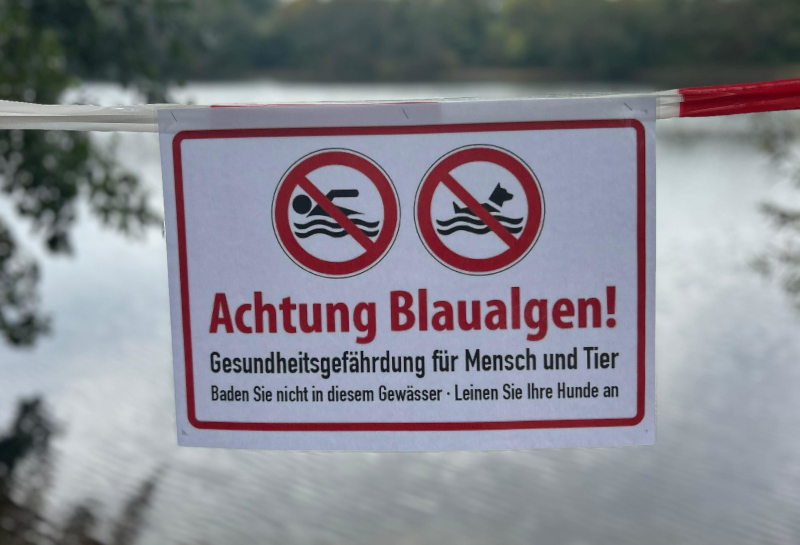 Achtung Blaualgen!
Gesundheitsgefährdung für Mensch und Tier
Baden Sie nicht in diesem Gewässer · Leinen Sie Ihre Hunde an